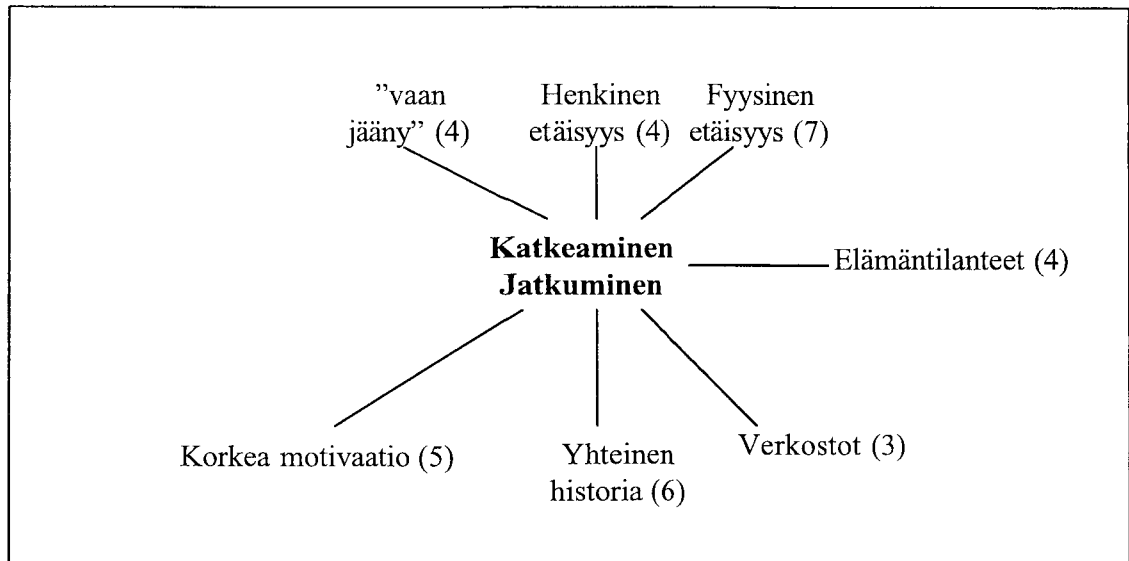 ”vaan
jääny” (4)
Henkinen
etäisyys (4)
Fyysinen
etäisyys (7)
Katkeaminen
Jatkuminen
Elämäntilanteet (4)
Korkea motivaatio (5)
Yhteinen
historia (6)
Verkostot (3)